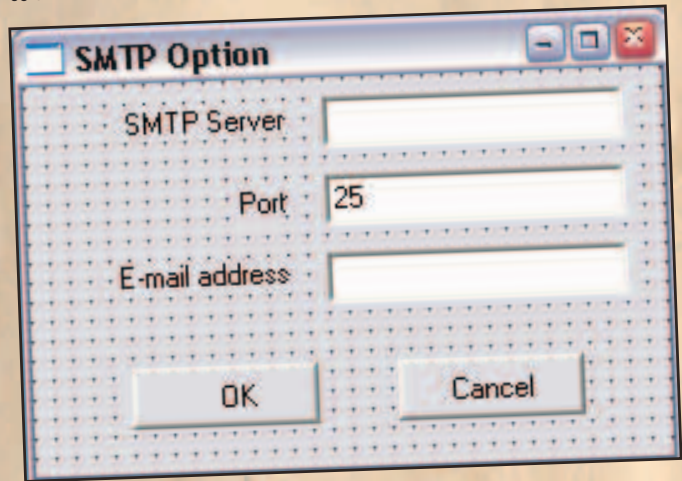 SMTP Option
SMTP Server
Port 25
E-mail address
OK Cancel